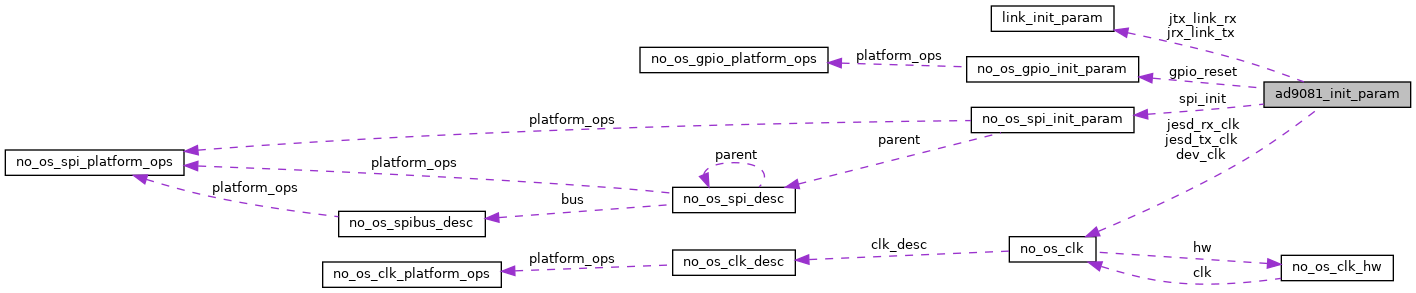 link_init_param
jtx_link_rx
jrx_link_tx
no_os_gpio_platform_ops
platform_ops
no_os_gpio_init_param
gpio_reset
ad9081_init_param
spi_init
no_os_spi_init_param
platform_ops
jesd_rx_clk
jesd_tx_clk
dev_clk
parent
no_os_spi_platform_ops
platform_ops
parent
platform_ops
bus
no_os_spi_desc
no_os_spibus_desc
clk_desc
no_os_clk
hw
platform_ops
no_os_clk_desc
no_os_clk_platform_ops
clk
no_os_clk_hw